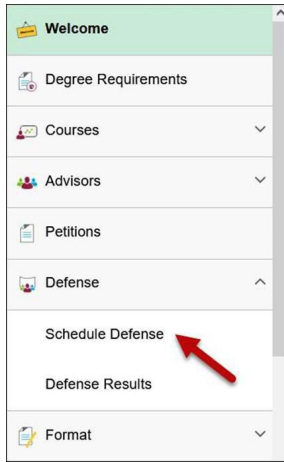 Welcome
Degree Requirements
Courses
Advisors
Petitions
Defense
Schedule Defense
Defense Results
Format